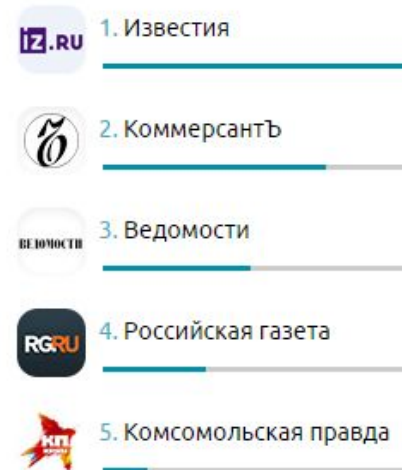 IZ.RU
1. Известия
Ъ
2. КоммерсантЪ
ВЕДОМОСТИ
3. Ведомости
RGRU
4. Российская газета
КП
5. Комсомольская правда